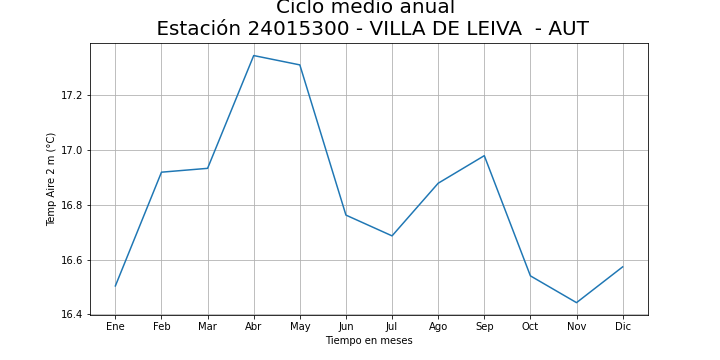 Ciclo medio anual
Estación 24015300 - VILLA DE LEIVA  - AUT
Temp Aire 2 m (°C)
17.2
17.0
16.8
16.6
16.4
Ene Feb Mar Abr May Jun Jul Ago Sep Oct Nov Dic
Tiempo en meses